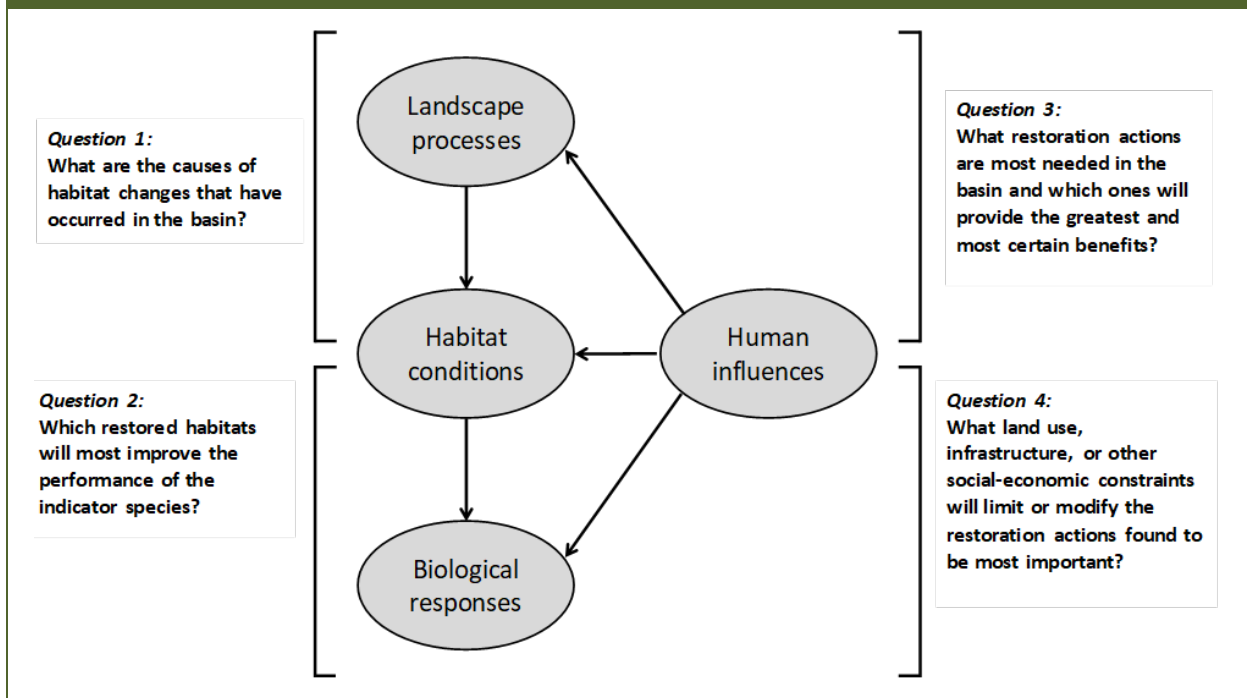 Question 1:
What are the causes of
habitat changes that have
occurred in the basin?
Question 2:
Which restored habitats
will most improve the
performance of the
indicator species?
Landscape
processes
Habitat
conditions
Biological
responses
Human
influences
Question 3:
What restoration actions
are most needed in the
basin and which ones will
provide the greatest and
most certain benefits?
Question 4:
What land use,
infrastructure, or other
social-economic constraints
will limit or modify the
restoration actions found to
be most important?